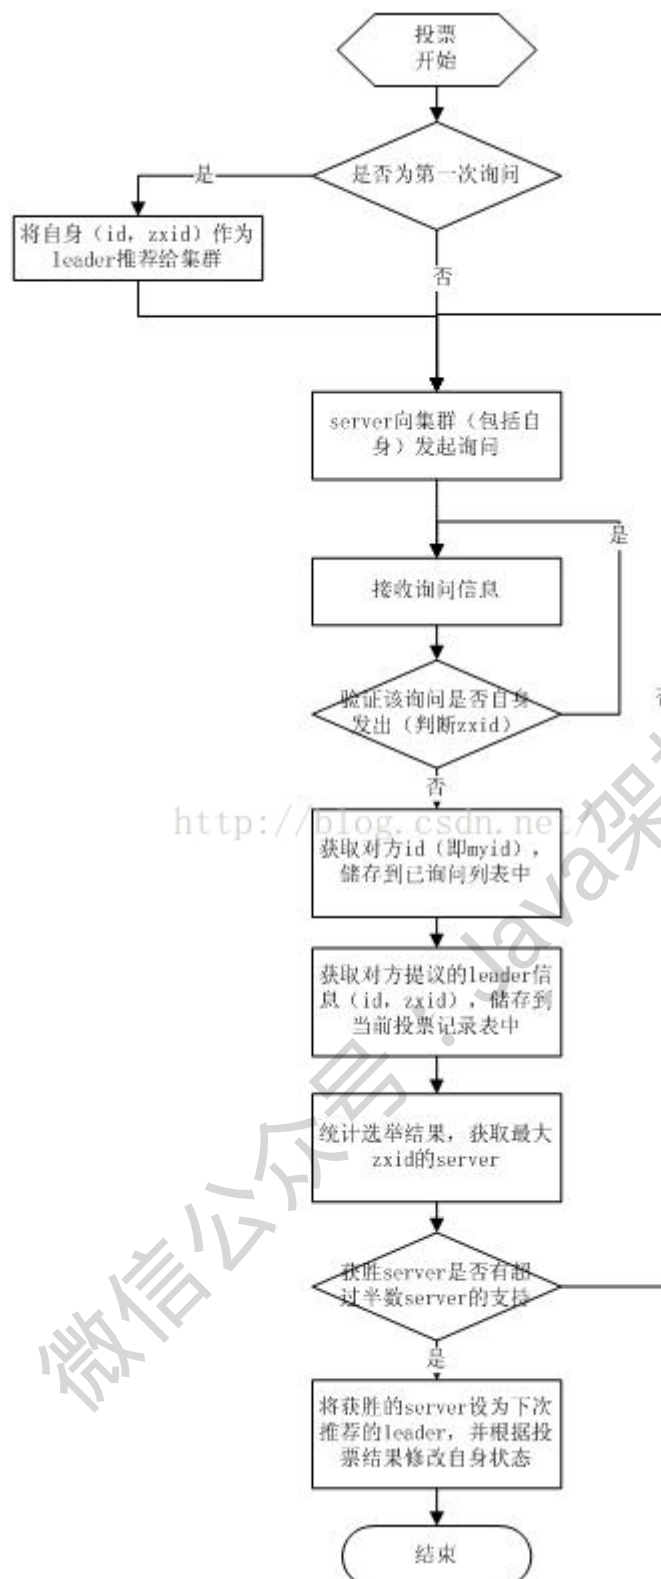 投票
开始
是否为第一次询问
是
将自身（id，zxid）作为
leader推荐给集群
否
server向集群（包括自
身）发起询问
是
接收询问信息
验证该询问是否自身
发出（判断zxid）
否
否
http://blog.csdn.net/
获取对方id（即myid），
储存到已询问列表中
获取对方提议的leader信
息（id，zxid），储存到
当前投票记录表中
统计选举结果，获取最大
zxid的server
获胜server是否有超
过半数server的支持
是
将获胜的server设为下次
推荐的leader，并根据投
票结果修改自身状态
结束
微信公众号：Java架